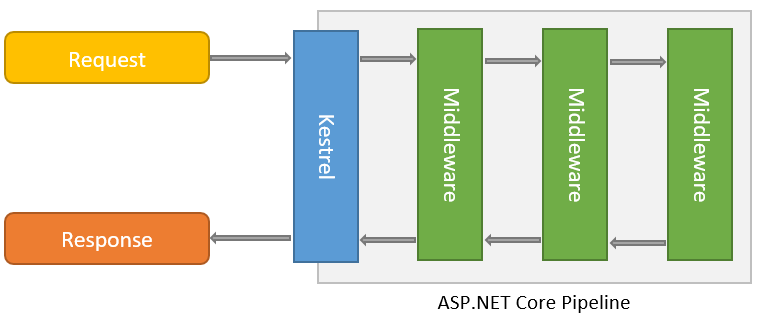 Request
Kestrel
Middleware
Middleware
Middleware
Response
ASP.NET Core Pipeline